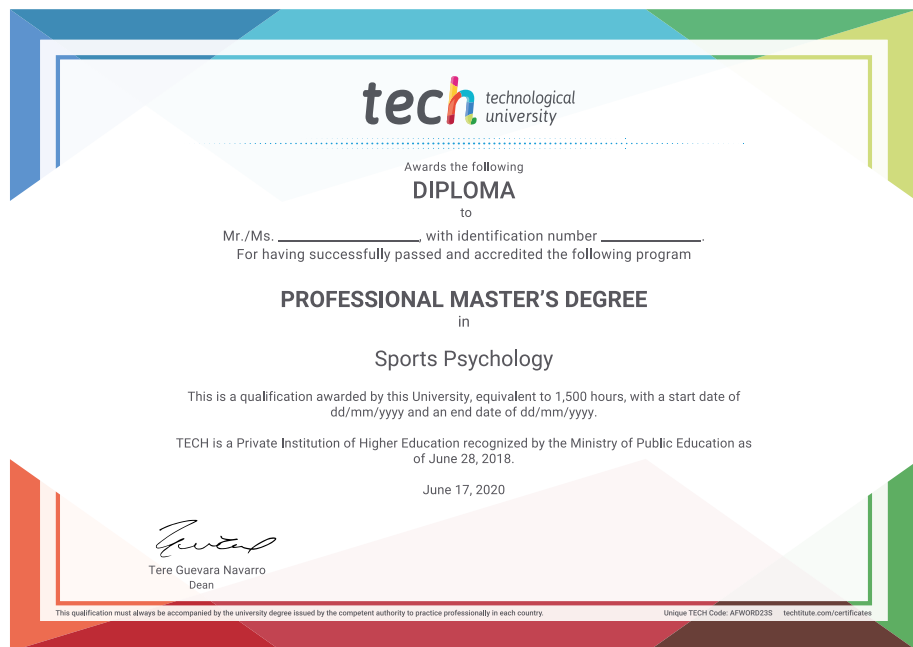 tech technological
university
Awards the following
DIPLOMA
to
Mr./Ms. ____________________, with identification number ______________.
For having successfully passed and accredited the following program
PROFESSIONAL MASTER'S DEGREE
in
Sports Psychology
This is a qualification awarded by this University, equivalent to 1,500 hours, with a start date of
dd/mm/yyyy and an end date of dd/mm/yyyy.
TECH is a Private Institution of Higher Education recognized by the Ministry of Public Education as
of June 28, 2018.
June 17, 2020
Tere Guevara Navarro
Dean
This qualification must always be accompanied by the university degree issued by the competent authority to practice professionally in each country. Unique TECH Code: AFWORD23S techtitute.com/certificates